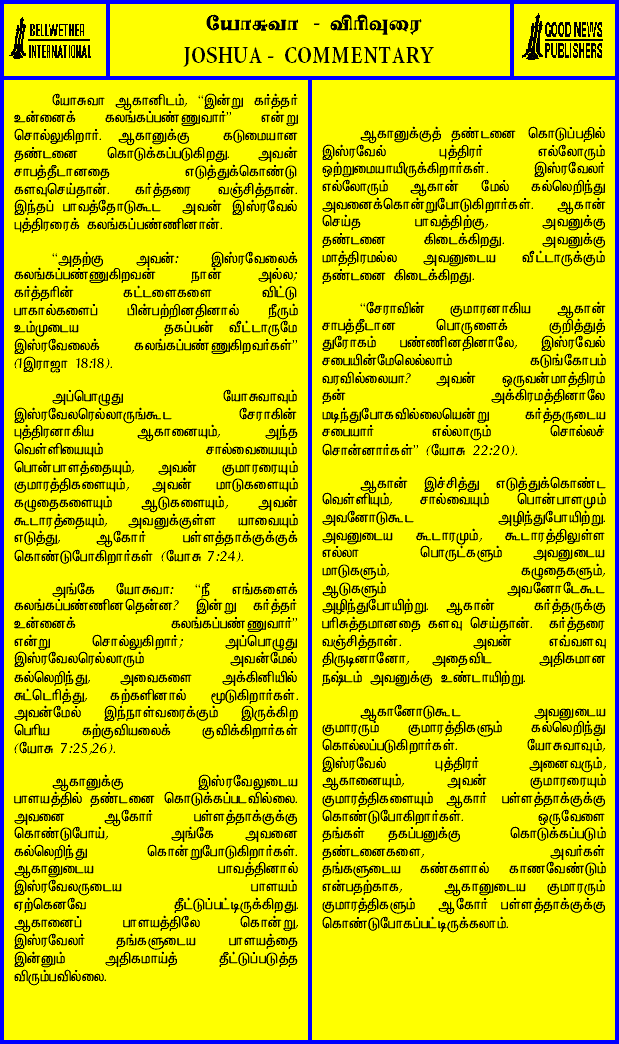 BELLWETHER
INTERNATIONAL
யோசுவா - விரிவுரை
JOSHUA - COMMENTARY
GOOD NEWS
PUBLISHERS
யோசுவா ஆகானிடம், “இன்று கர்த்தர்
உன்னைக் கலங்கப்பண்ணுவார்” என்று
சொல்லுகிறார். ஆகானுக்கு கடுமையான
தண்டனை கொடுக்கப்படுகிறது. அவன்
சாபத்தீடானதை எடுத்துக்கொண்டு
களவுசெய்தான். கர்த்தரை வஞ்சித்தான்.
இந்தப் பாவத்தோடுகூட அவன் இஸ்ரவேல்
புத்திரரைக் கலங்கப்பண்ணினான்.
“அதற்கு அவன்: இஸ்ரவேலைக்
கலங்கப்பண்ணுகிறவன் நான் அல்ல;
கர்த்தரின் கட்டளைகளை விட்டு
பாகால்களைப் பின்பற்றினதினால் நீரும்
உம்முடைய தகப்பன் வீட்டாருமே
இஸ்ரவேலைக் கலங்கப்பண்ணுகிறவர்கள்”
(1இராஜா 18:18).
அப்பொழுது யோசுவாவும்
இஸ்ரவேலரெல்லாருங்கூட சேராகின்
புத்திரனாகிய ஆகானையும், அந்த
வெள்ளியையும் சால்வையையும்
பொன்பாளத்தையும், அவன் குமாரரையும்
குமாரத்திகளையும், அவன் மாடுகளையும்
கழுதைகளையும் ஆடுகளையும், அவன்
கூடாரத்தையும், அவனுக்குள்ள யாவையும்
எடுத்து, ஆகோர் பள்ளத்தாக்குக்குக்
கொண்டுபோகிறார்கள் (யோசு 7:24).
அங்கே யோசுவா: “நீ எங்களைக்
கலங்கப்பண்ணினதென்ன? இன்று கர்த்தர்
உன்னைக் கலங்கப்பண்ணுவார்”
என்று சொல்லுகிறார்; அப்பொழுது
இஸ்ரவேலரெல்லாரும் அவன்மேல்
கல்லெறிந்து, அவைகளை அக்கினியில்
சுட்டெரித்து, கற்களினால் மூடுகிறார்கள்.
அவன்மேல் இந்நாள்வரைக்கும் இருக்கிற
பெரிய கற்குவியலைக் குவிக்கிறார்கள்
(யோசு 7:25,26).
ஆகானுக்கு இஸ்ரவேலுடைய
பாளயத்தில் தண்டனை கொடுக்கப்படவில்லை.
அவனை ஆகோர் பள்ளத்தாக்குக்கு
கொண்டுபோய், அங்கே அவனை
கல்லெறிந்து கொன்றுபோடுகிறார்கள்.
ஆகானுடைய பாவத்தினால்
இஸ்ரவேலருடைய பாளயம்
ஏற்கெனவே தீட்டுப்பட்டிருக்கிறது.
ஆகானைப் பாளயத்திலே கொன்று,
இஸ்ரவேலர் தங்களுடைய பாளயத்தை
இன்னும் அதிகமாய்த் தீட்டுப்படுத்த
விரும்பவில்லை.
ஆகானுக்குத் தண்டனை கொடுப்பதில்
இஸ்ரவேல் புத்திரர் எல்லோரும்
ஒற்றுமையாயிருக்கிறார்கள். இஸ்ரவேலர்
எல்லோரும் ஆகான் மேல் கல்லெறிந்து
அவனைக்கொன்றுபோடுகிறார்கள். ஆகான்
செய்த பாவத்திற்கு, அவனுக்கு
தண்டனை கிடைக்கிறது. அவனுக்கு
மாத்திரமல்ல அவனுடைய வீட்டாருக்கும்
தண்டனை கிடைக்கிறது.
“சேராவின் குமாரனாகிய ஆகான்
சாபத்தீடான பொருளைக் குறித்துத்
துரோகம் பண்ணினதினாலே, இஸ்ரவேல்
சபையின்மேலெல்லாம் கடுங்கோபம்
வரவில்லையா? அவன் ஒருவன்மாத்திரம்
தன் அக்கிரமத்தினாலே
மடிந்துபோகவில்லையென்று கர்த்தருடைய
சபையார் எல்லாரும் சொல்லச்
சொன்னார்கள்” (யோசு 22:20).
ஆகான் இச்சித்து எடுத்துக்கொண்ட
வெள்ளியும், சால்வையும் பொன்பாளமும்
அவனோடுகூட அழிந்துபோயிற்று.
அவனுடைய கூடாரமும், கூடாரத்திலுள்ள
எல்லா பொருட்களும் அவனுடைய
மாடுகளும், கழுதைகளும்,
ஆடுகளும் அவனோடேகூட
அழிந்துபோயிற்று. ஆகான் கர்த்தருக்கு
பரிசுத்தமானதை களவு செய்தான். கர்த்தரை
வஞ்சித்தான். அவன் எவ்வளவு
திருடினானோ, அதைவிட அதிகமான
நஷ்டம் அவனுக்கு உண்டாயிற்று.
ஆகானோடுகூட அவனுடைய
குமாரரும் குமாரத்திகளும் கல்லெறிந்து
கொல்லப்படுகிறார்கள். யோசுவாவும்,
இஸ்ரவேல் புத்திரர் அனைவரும்,
ஆகானையும், அவன் குமாரரையும்
குமாரத்திகளையும் ஆகார் பள்ளத்தாக்குக்கு
கொண்டுபோகிறார்கள். ஒருவேளை
தங்கள் தகப்பனுக்கு கொடுக்கப்படும்
தண்டனைகளை, அவர்கள்
தங்களுடைய கண்களால் காணவேண்டும்
என்பதற்காக, ஆகானுடைய குமாரரும்
குமாரத்திகளும் ஆகோர் பள்ளத்தாக்குக்கு
கொண்டுபோகப்பட்டிருக்கலாம்.